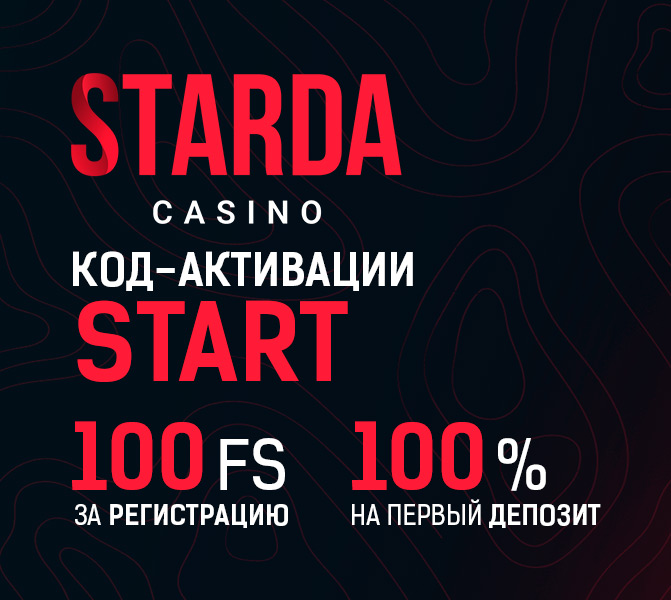 STARDA
CASINO
КОД-АКТИВАЦИИ
START
100 FS 100 %
ЗА РЕГИСТРАЦИЮ НА ПЕРВЫЙ ДЕПОЗИТ